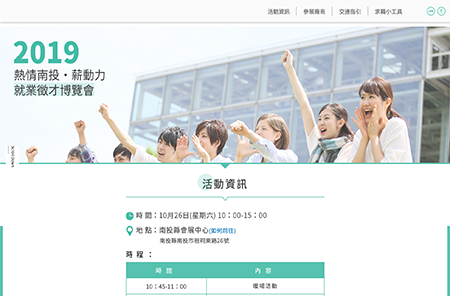 活動資訊 參展廠商 交通指引 求職小工具
2019
熱情南投・薪動力
就業徵才博覽會
活動資訊
時 間：10月26日(星期六) 10：00-15：00
地 點：南投縣會展中心(如何前往)
南投縣南投市祖祠東路26號
時 程：
時 段 內 容
10：45-11：00 暖場活動